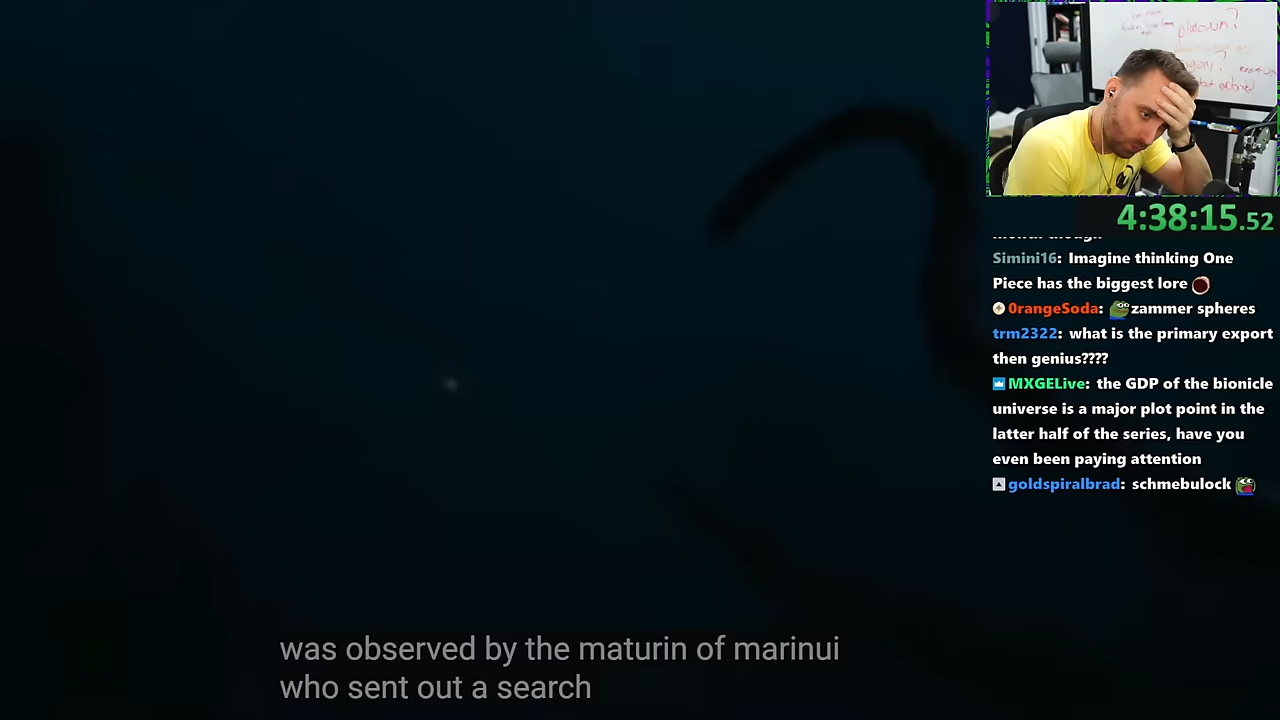 platonun?
4:38:15.52
Simini16: Imagine thinking One
Piece has the biggest lore
0rangeSoda: zammer spheres
trm2322: what is the primary export
then genius????
MXGELive: the GDP of the bionicle
universe is a major plot point in the
latter half of the series, have you
even been paying attention
goldspiralbrad: schmebulock
was observed by the maturin of marinui
who sent out a search